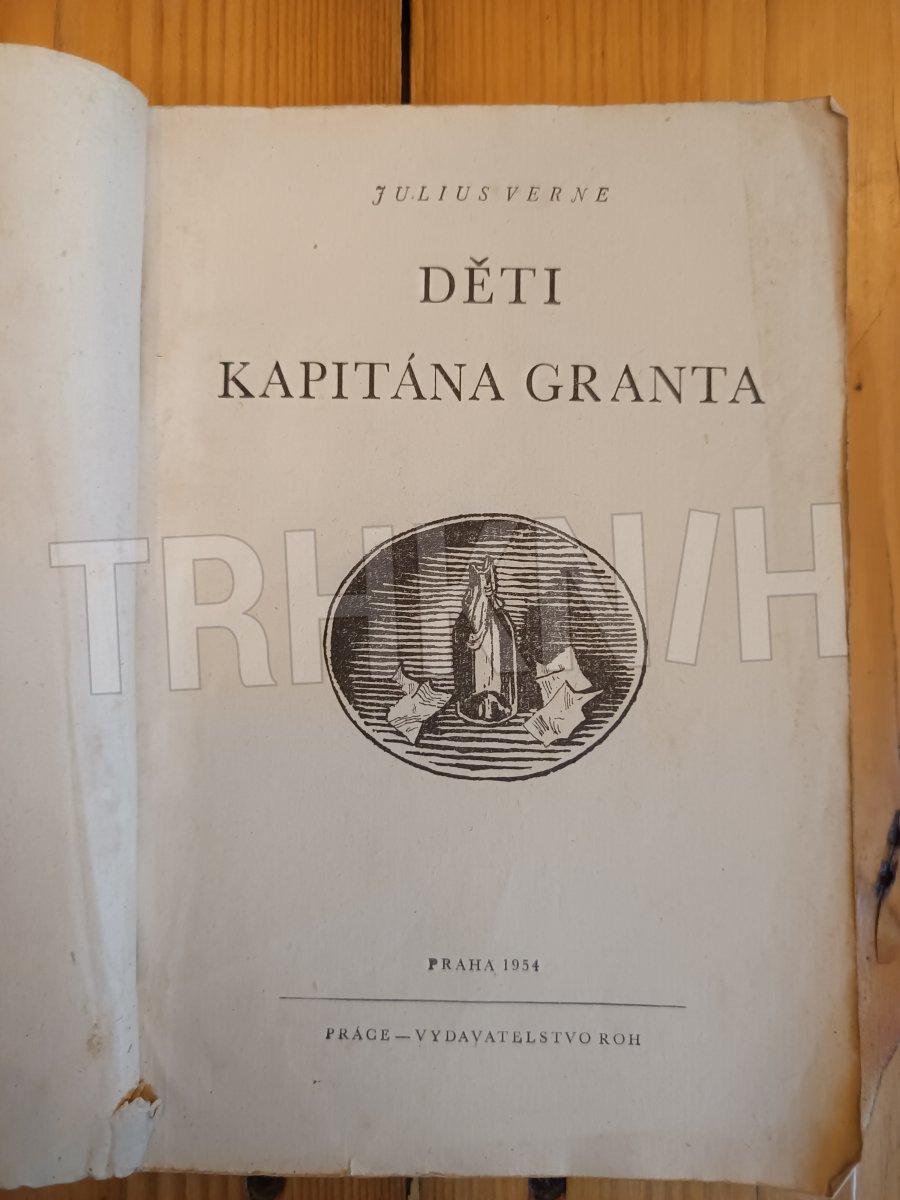 JULIUS VERNE
DĚTI
KAPITÁNA GRANTA
PRAHA 1954
PRÁCE — VYDAVATELSTVO ROH